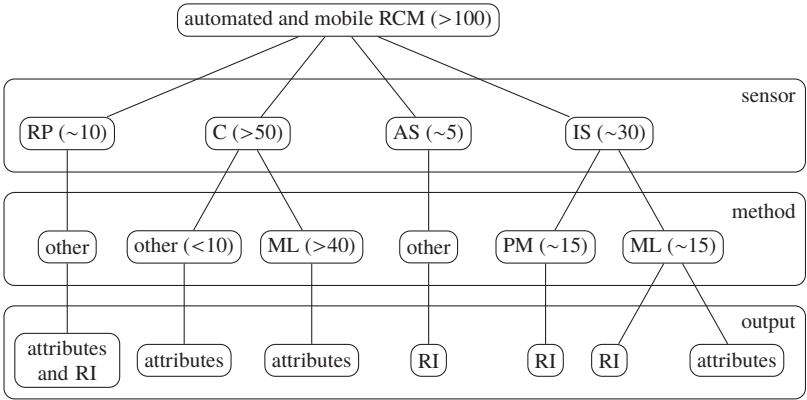 automated and mobile RCM (>100)
sensor
RP (~10)
C (>50)
AS (~5)
IS (~30)
method
other
other (<10)
ML (>40)
other
PM (~15)
ML (~15)
output
attributes
and RI
attributes
attributes
RI
RI
RI
attributes